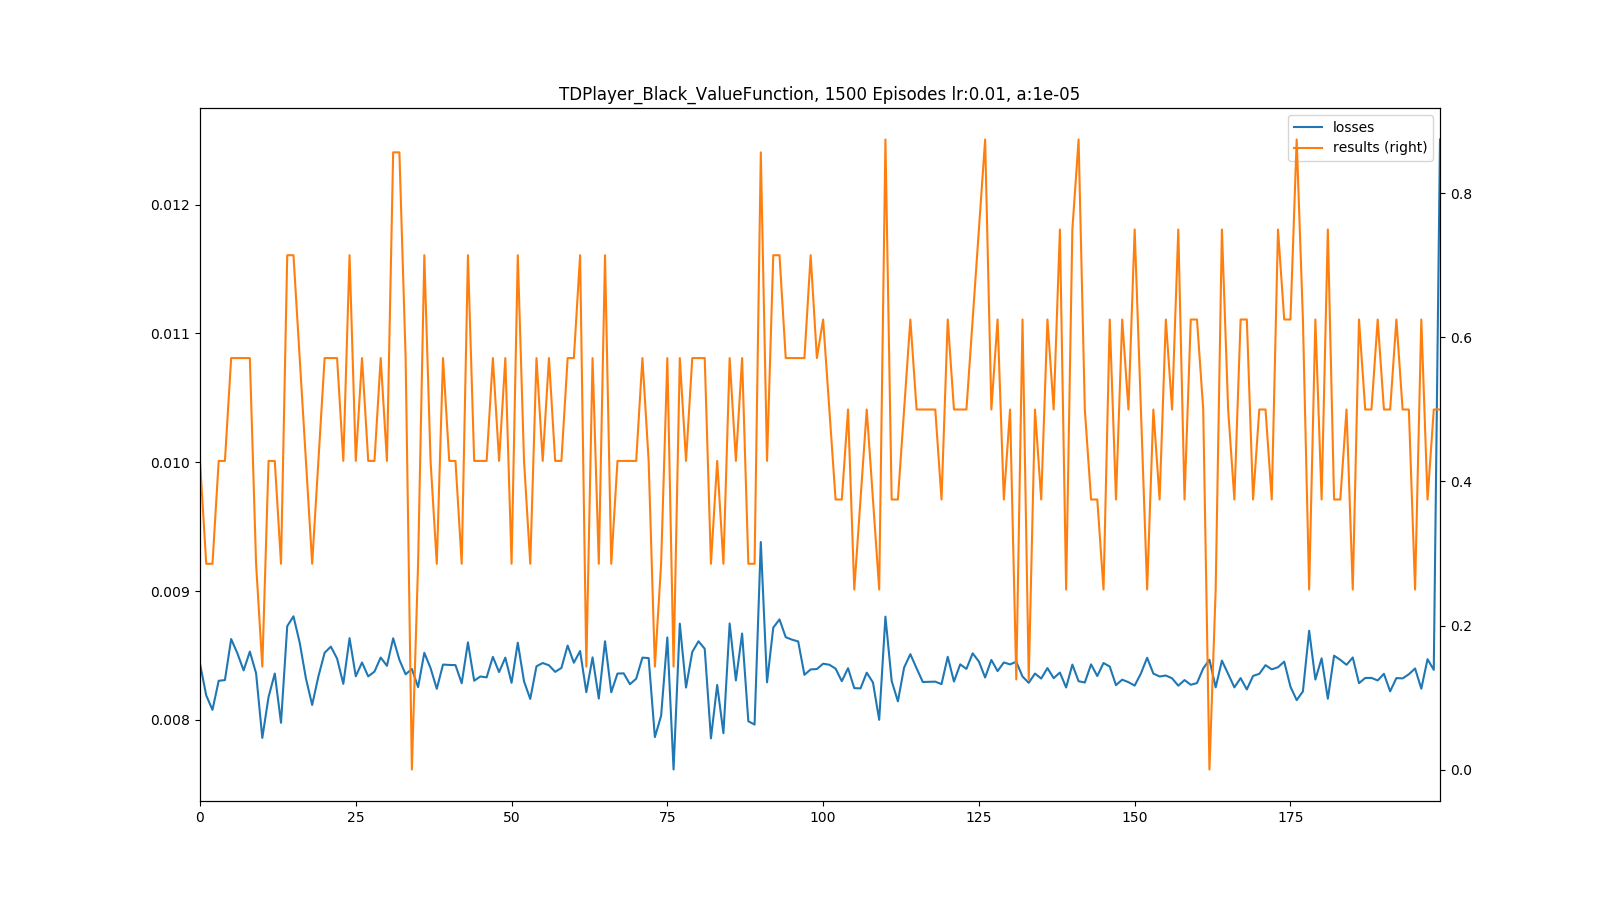 TDPlayer_Black_ValueFunction, 1500 Episodes lr:0.01, a:1e-05
losses
results (right)
0.012
0.011
0.010
0.009
0.008
0.8
0.6
0.4
0.2
0.0
0 25 50 75 100 125 150 175